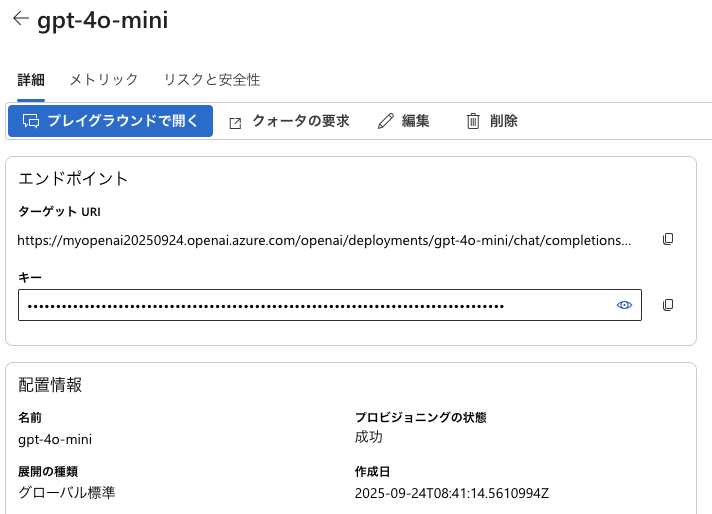 gpt-4o-mini
詳細 メトリック リスクと安全性
プレイグラウンドで開く クォータの要求 編集 削除
エンドポイント
ターゲット URI
https://myopenai20250924.openai.azure.com/openai/deployments/gpt-4o-mini/chat/completions...
キー
配置情報
名前 プロビジョニングの状態
gpt-4o-mini 成功
展開の種類 作成日
グローバル標準 2025-09-24T08:41:14.5610994Z